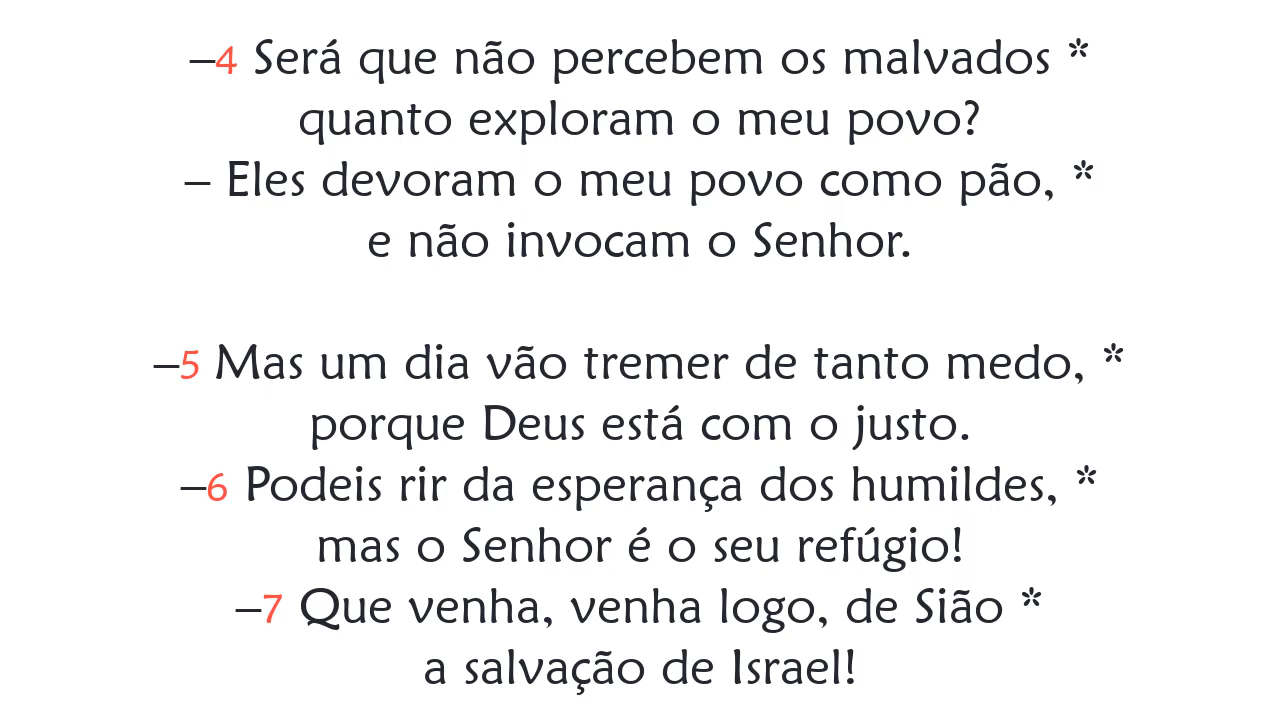 –4 Será que não percebem os malvados *
quanto exploram o meu povo?
– Eles devoram o meu povo como pão, *
e não invocam o Senhor.
–5 Mas um dia vão tremer de tanto medo, *
porque Deus está com o justo.
–6 Podeis rir da esperança dos humildes, *
mas o Senhor é o seu refúgio!
–7 Que venha, venha logo, de Sião *
a salvação de Israel!